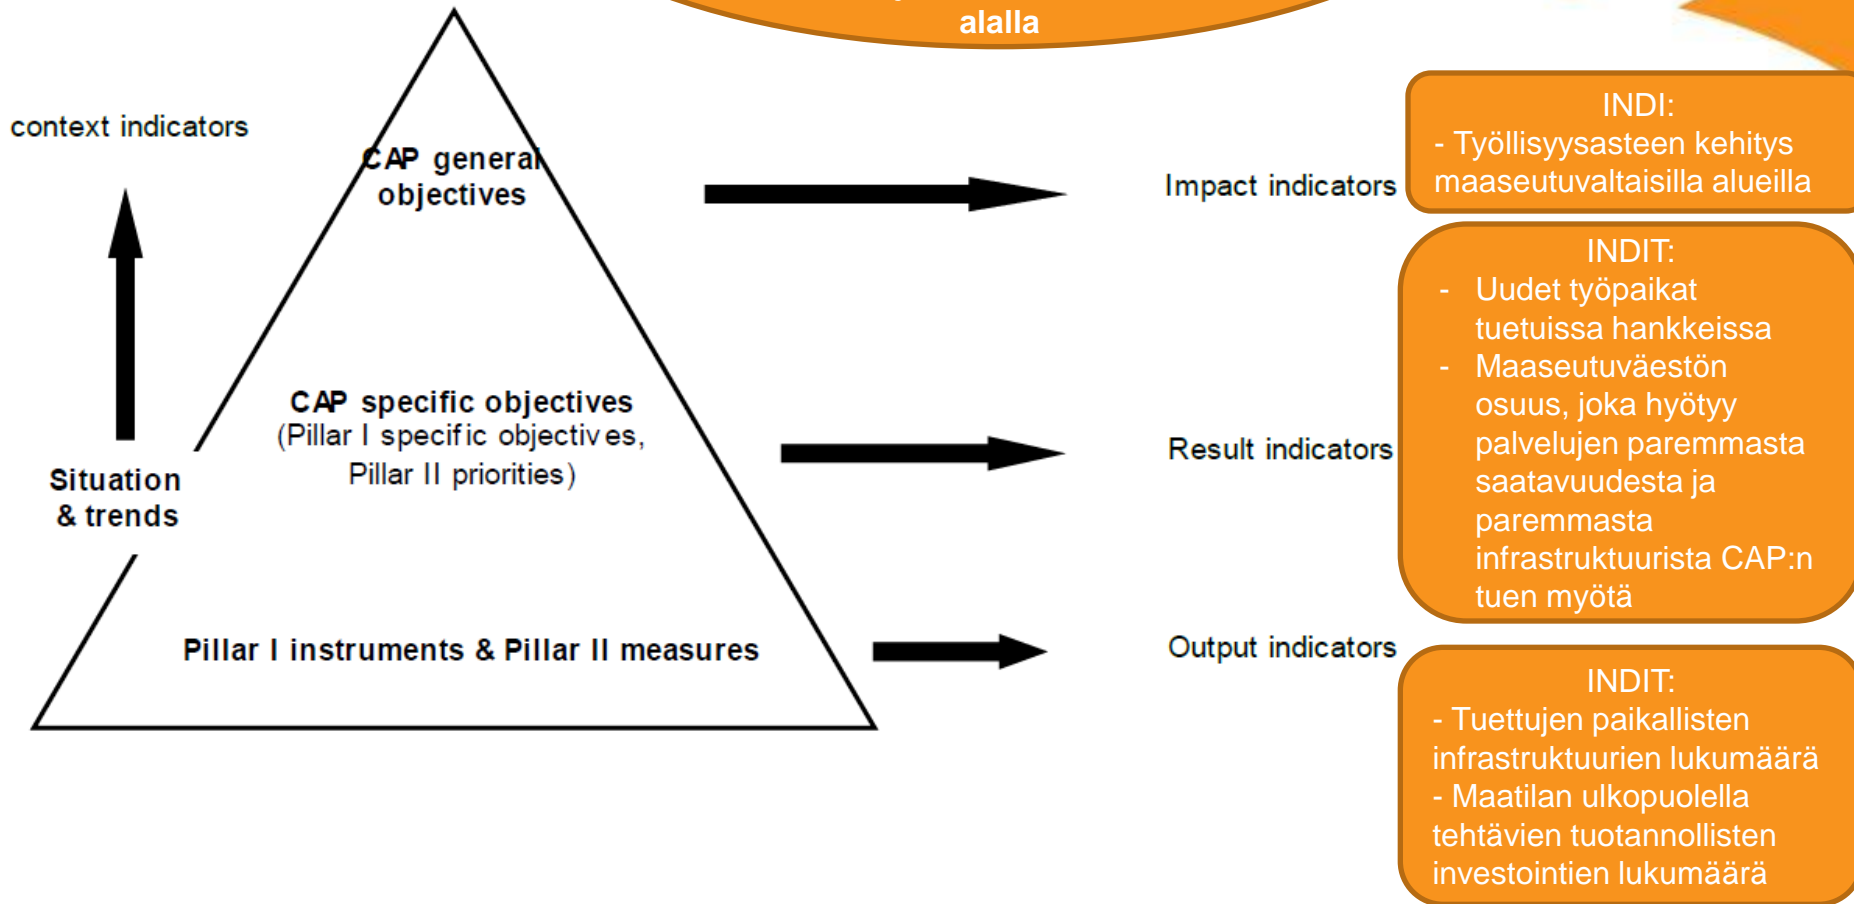 alalla
context indicators
CAP general
objectives
Impact indicators
INDI:
- Työllisyysasteen kehitys
maaseutuvaltaisilla alueilla
CAP specific objectives
(Pillar I specific objectives,
Pillar II priorities)
Result indicators
INDIT:
- Uudet työpaikat
tuetuissa hankkeissa
- Maaseutuväestön
osuus, joka hyötyy
palvelujen paremmasta
saatavuudesta ja
paremmasta
infrastruktuurista CAP:n
tuen myötä
Situation
& trends
Pillar I instruments & Pillar II measures
Output indicators
INDIT:
- Tuettujen paikallisten
infrastruktuurien lukumäärä
- Maatilan ulkopuolella
tehtävien tuotannollisten
investointien lukumäärä